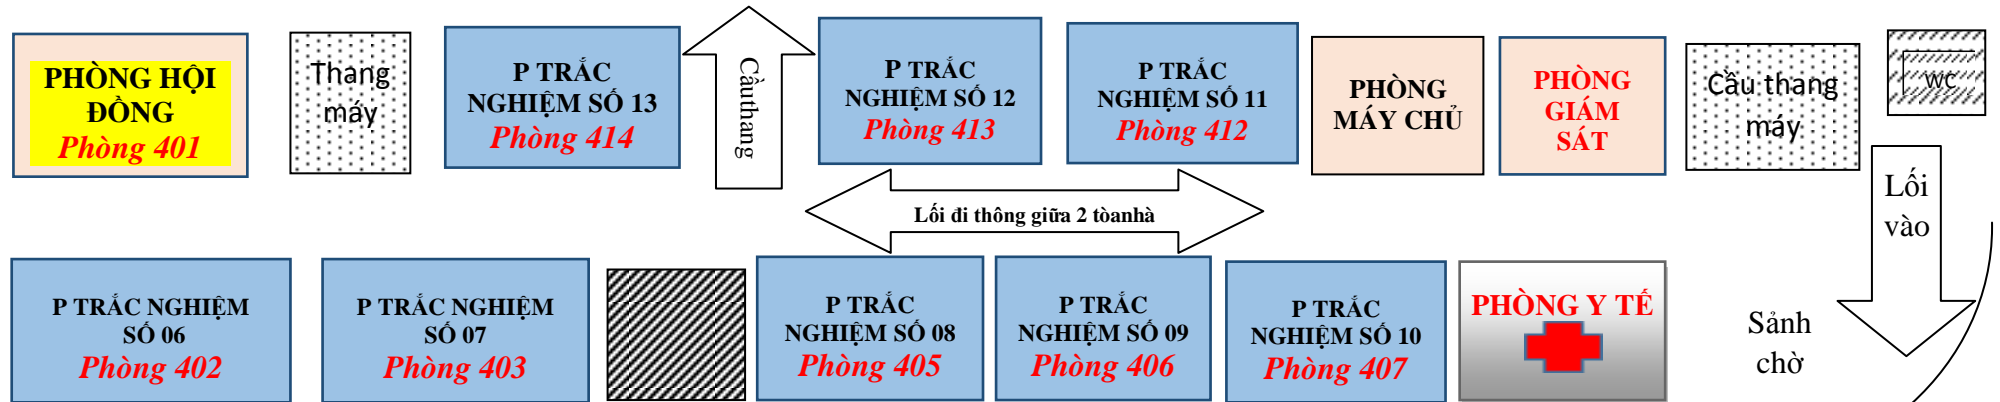 PHÒNG HỘI
ĐỒNG
Phòng 401
Thang
máy
P TRẮC
NGHIỆM SỐ 13
Phòng 414
Cầuthang
P TRẮC
NGHIỆM SỐ 12
Phòng 413
P TRẮC
NGHIỆM SỐ 11
Phòng 412
PHÒNG
MÁY CHỦ
PHÒNG
GIÁM
SÁT
Cầu thang
máy
WC
Lối
vào
Lối đi thông giữa 2 tòanhà
P TRẮC NGHIỆM
SỐ 06
Phòng 402
P TRẮC NGHIỆM
SỐ 07
Phòng 403
P TRẮC
NGHIỆM SỐ 08
Phòng 405
P TRẮC
NGHIỆM SỐ 09
Phòng 406
P TRẮC
NGHIỆM SỐ 10
Phòng 407
PHÒNG Y TẾ
Sảnh
chờ